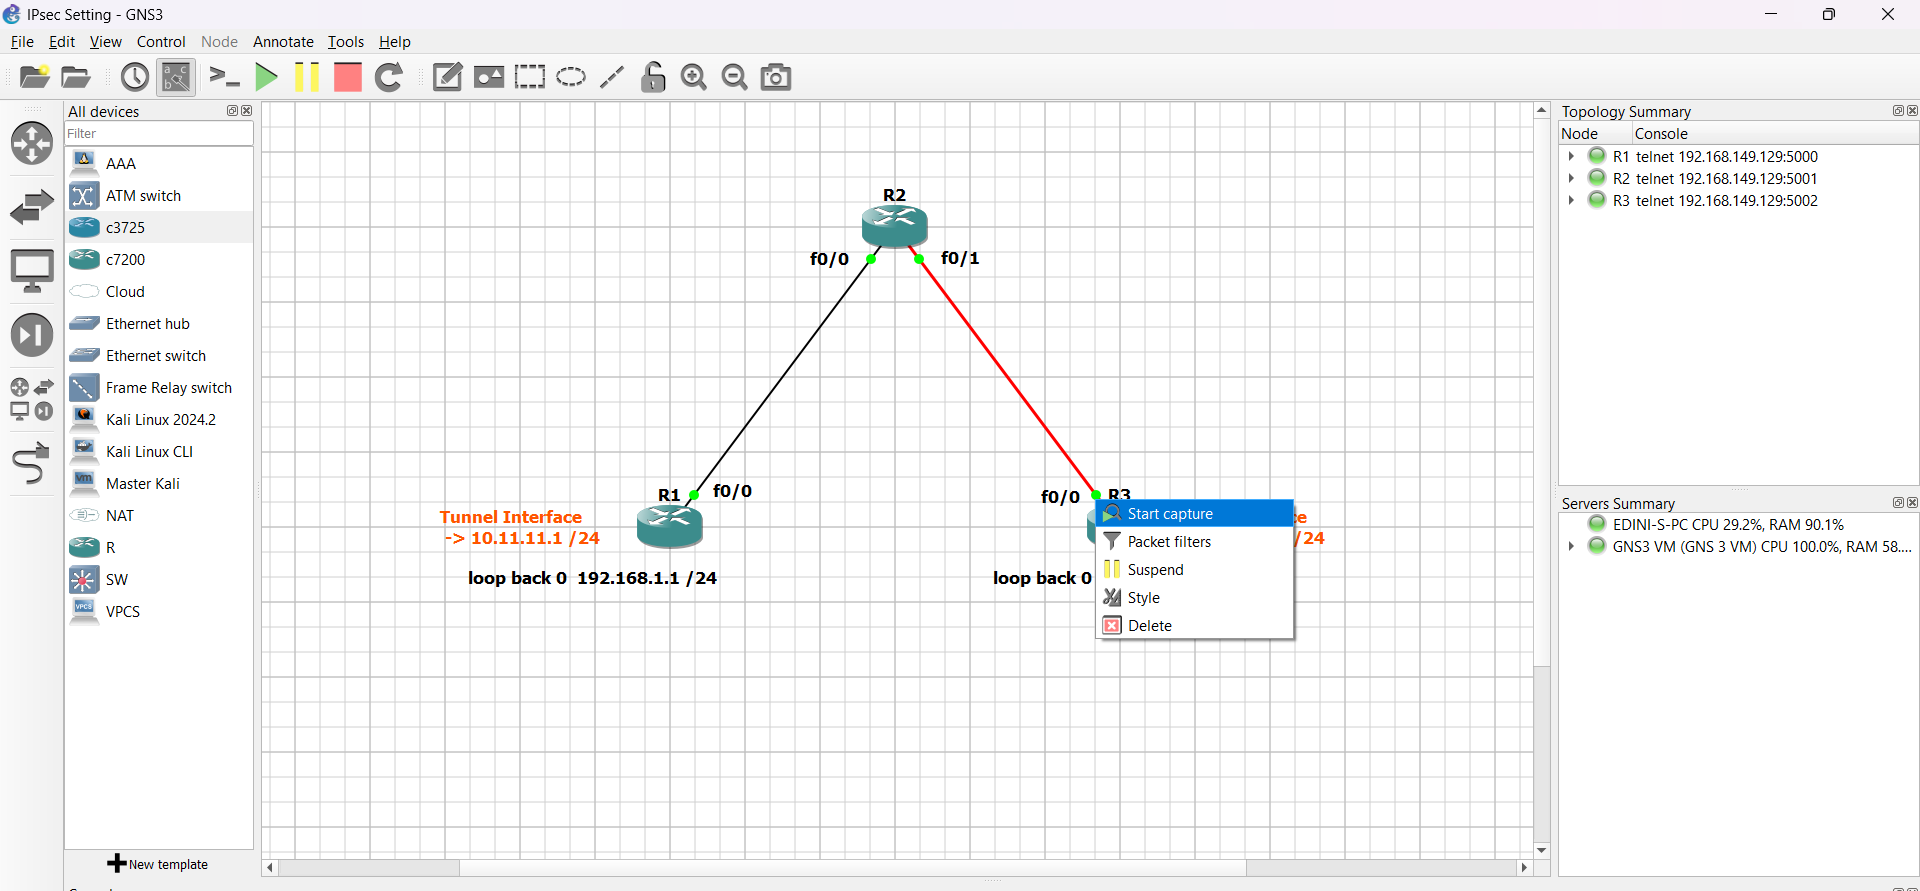 IPsec Setting - GNS3
File Edit View Control Node Annotate Tools Help
All devices
Filter
AAA
ATM switch
c3725
c7200
Cloud
Ethernet hub
Ethernet switch
Frame Relay switch
Kali Linux 2024.2
Kali Linux CLI
Master Kali
NAT
R
SW
VPCS
New template
R2
f0/0
f0/1
R1
f0/0
Tunnel Interface
-> 10.11.11.1 /24
loop back 0 192.168.1.1 /24
f0/0
R3
/24
loop back 0
Start capture
Packet filters
Suspend
Style
Delete
Topology Summary
Node Console
R1 telnet 192.168.149.129:5000
R2 telnet 192.168.149.129:5001
R3 telnet 192.168.149.129:5002
Servers Summary
EDINI-S-PC CPU 29.2%, RAM 90.1%
GNS3 VM (GNS 3 VM) CPU 100.0%, RAM 58....